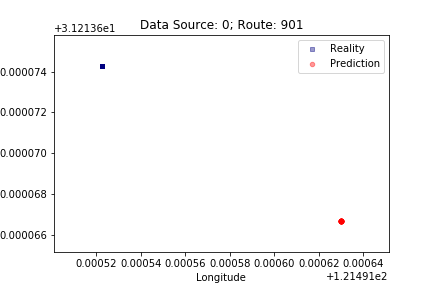 +3.12136e1
Data Source: 0; Route: 901
Reality
Prediction
0.000074
0.000072
0.000070
0.000068
0.000066
0.00052 0.00054 0.00056 0.00058 0.00060 0.00062 0.00064
Longitude
+1.21491e2